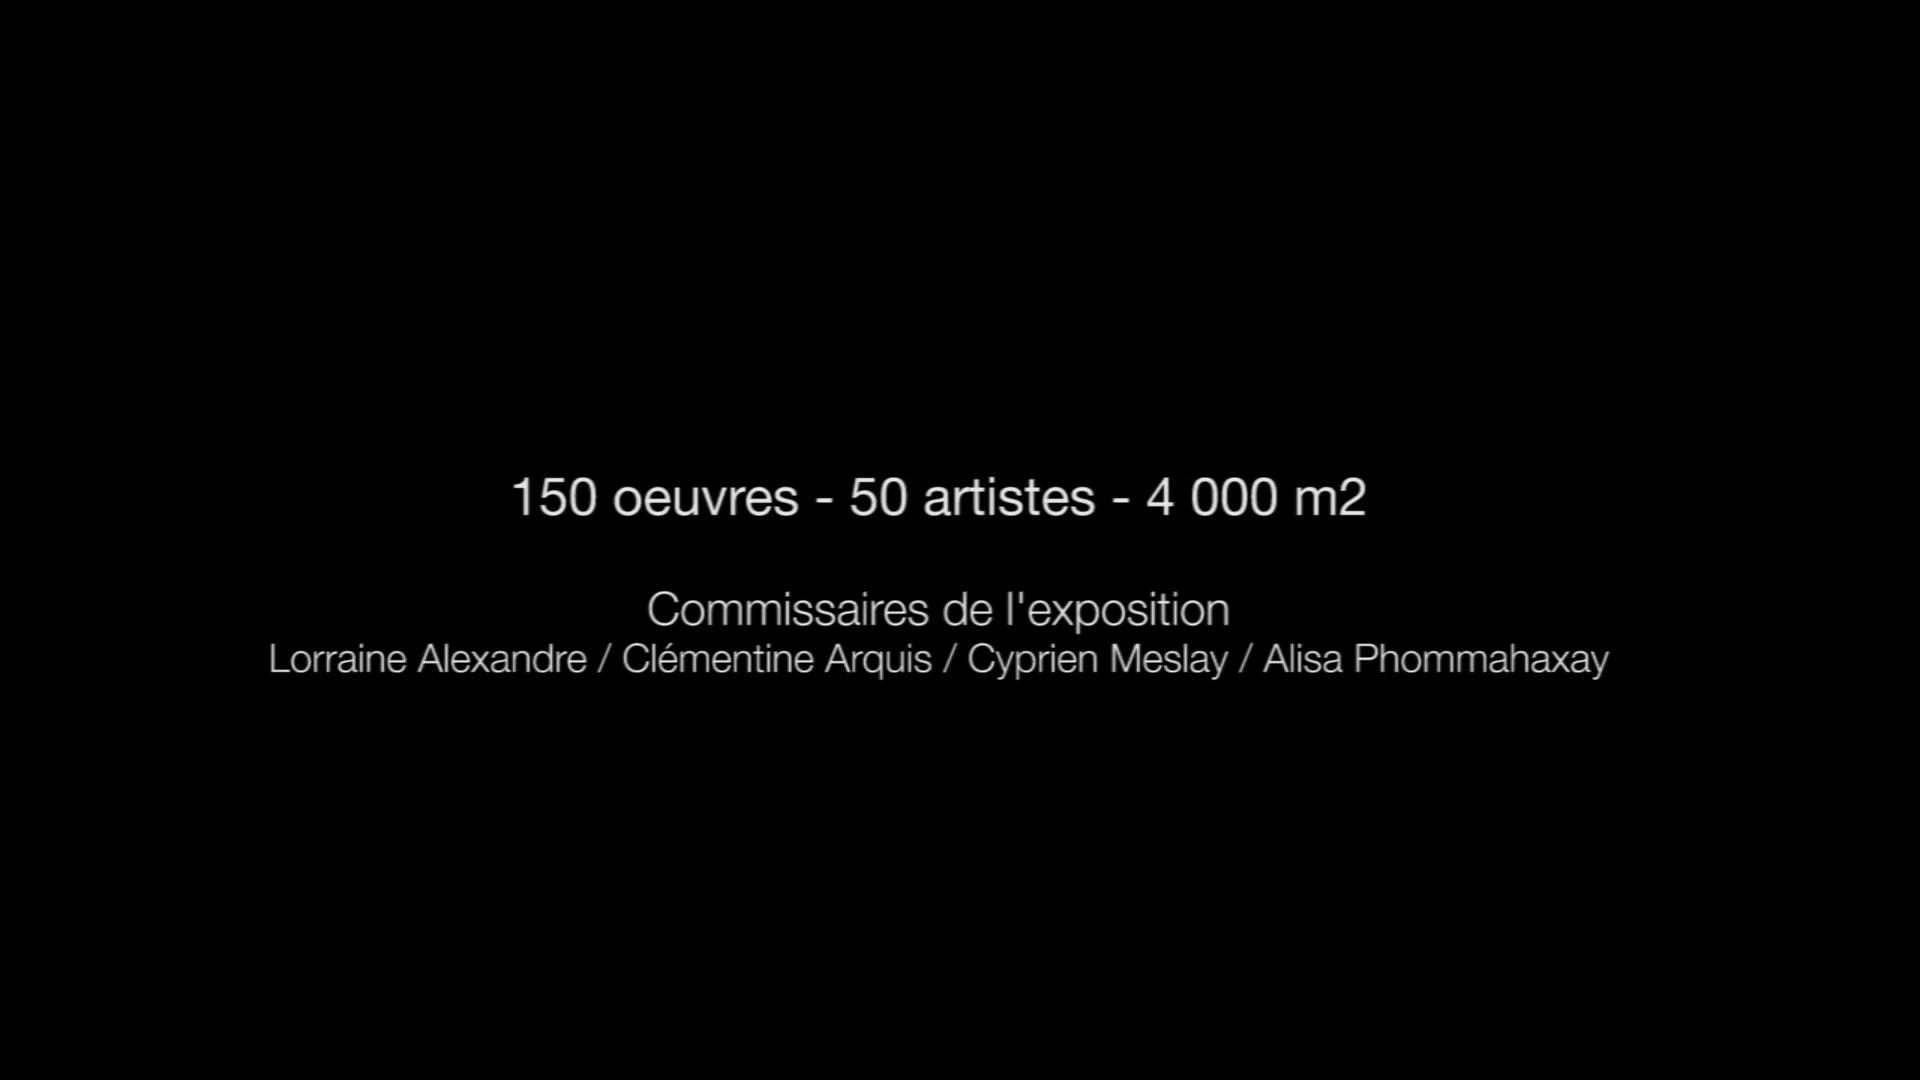 150 oeuvres - 50 artistes - 4 000 m2
Commissaires de l'exposition
Lorraine Alexandre / Clémentine Arquis / Cyprien Meslay / Alisa Phommahaxay